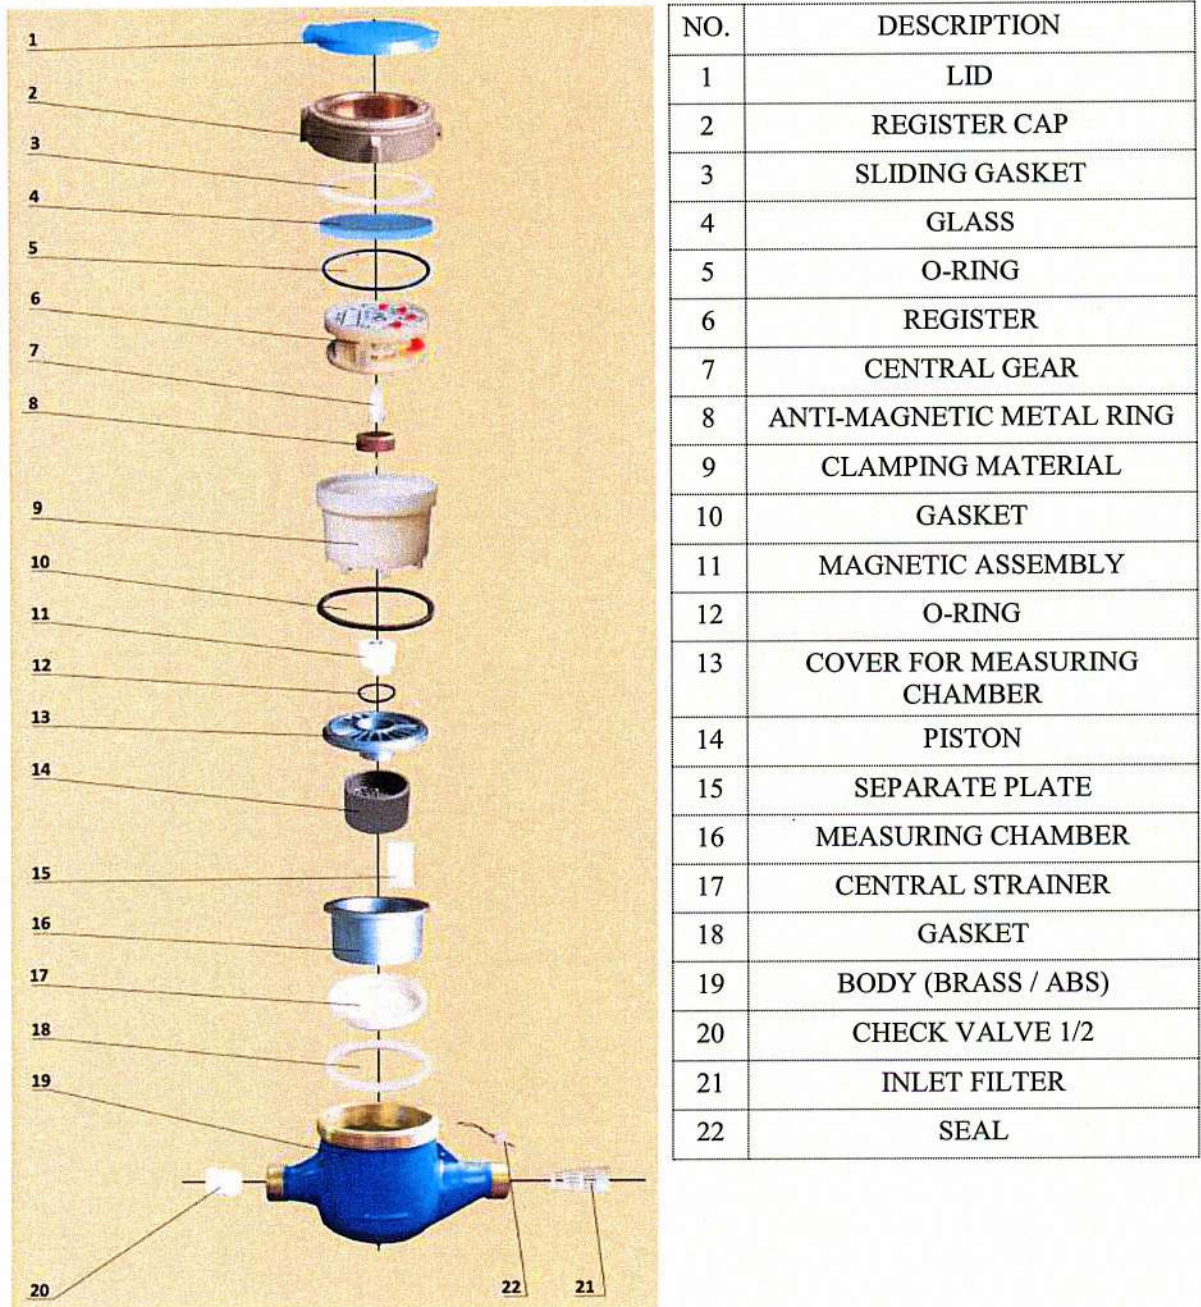 1
2
3
4
5
6
7
8
9
10
11
12
13
14
15
16
17
18
19
20
22
21
NO. DESCRIPTION
1 LID
2 REGISTER CAP
3 SLIDING GASKET
4 GLASS
5 O-RING
6 REGISTER
7 CENTRAL GEAR
8 ANTI-MAGNETIC METAL RING
9 CLAMPING MATERIAL
10 GASKET
11 MAGNETIC ASSEMBLY
12 O-RING
13 COVER FOR MEASURING
CHAMBER
14 PISTON
15 SEPARATE PLATE
16 MEASURING CHAMBER
17 CENTRAL STRAINER
18 GASKET
19 BODY (BRASS / ABS)
20 CHECK VALVE 1/2
21 INLET FILTER
22 SEAL